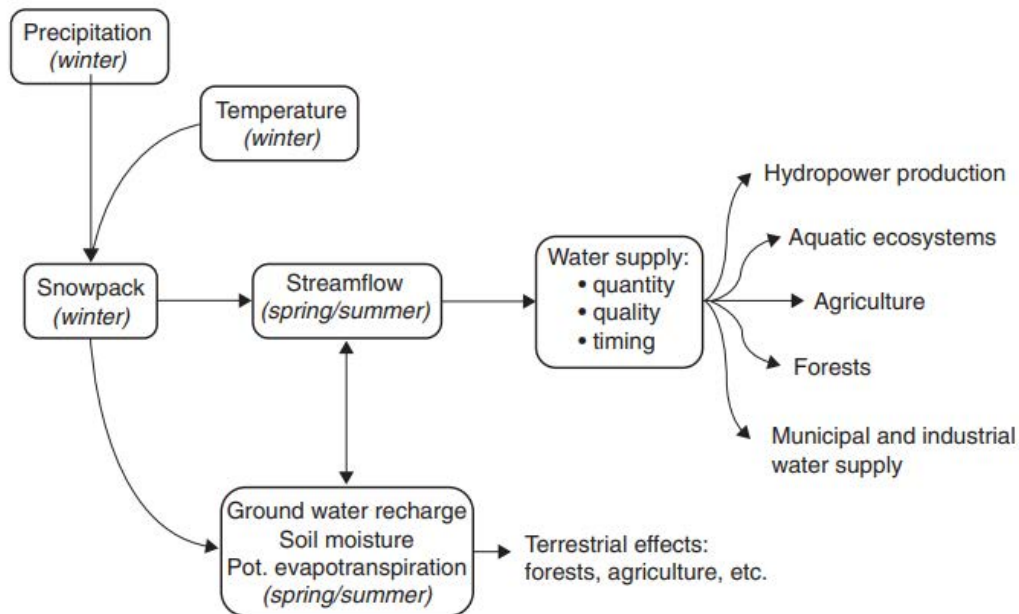 Precipitation
(winter)
Temperature
(winter)
Snowpack
(winter)
Streamflow
(spring/summer)
Water supply:
• quantity
• quality
• timing
Hydropower production
Aquatic ecosystems
Agriculture
Forests
Municipal and industrial
water supply
Ground water recharge
Soil moisture
Pot. evapotranspiration
(spring/summer)
Terrestrial effects:
forests, agriculture, etc.